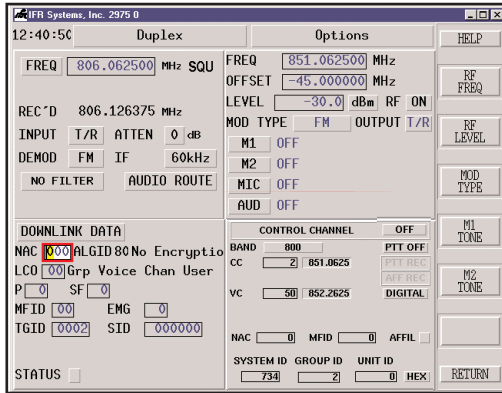 IFR Systems, Inc. 2975 0
12:40:50 Duplex Options HELP
FREQ 806.062500 MHz SQU
REC'D 806.126375 MHz
INPUT T/R ATTEN 0 dB
DEMOD FM IF 60kHz
NO FILTER AUDIO ROUTE
FREQ 851.062500 MHz
OFFSET -45.000000 MHz
LEVEL -30.0 dBm RF ON
MOD TYPE FM OUTPUT T/R
M1 OFF
M2 OFF
MIC OFF
AUD OFF
DOWNLINK DATA
NAC 000 ALGID 80 No Encryptio
LCO 00 Grp Voice Chan User
P 0 SF 0
MFID 00 EMG 0
TGID 0002 SID 000000
STATUS
CONTROL CHANNEL OFF
BAND 800 PTT OFF
CC 2 851.0625 PTT REC
AFF REC
VC 50 852.2625 DIGITAL
NAC 0 MFID 0 AFFIL
SYSTEM ID GROUP ID UNIT ID
734 2 0 HEX
RF
FREQ
RF
LEVEL
MOD
TYPE
M1
TONE
M2
TONE
RETURN